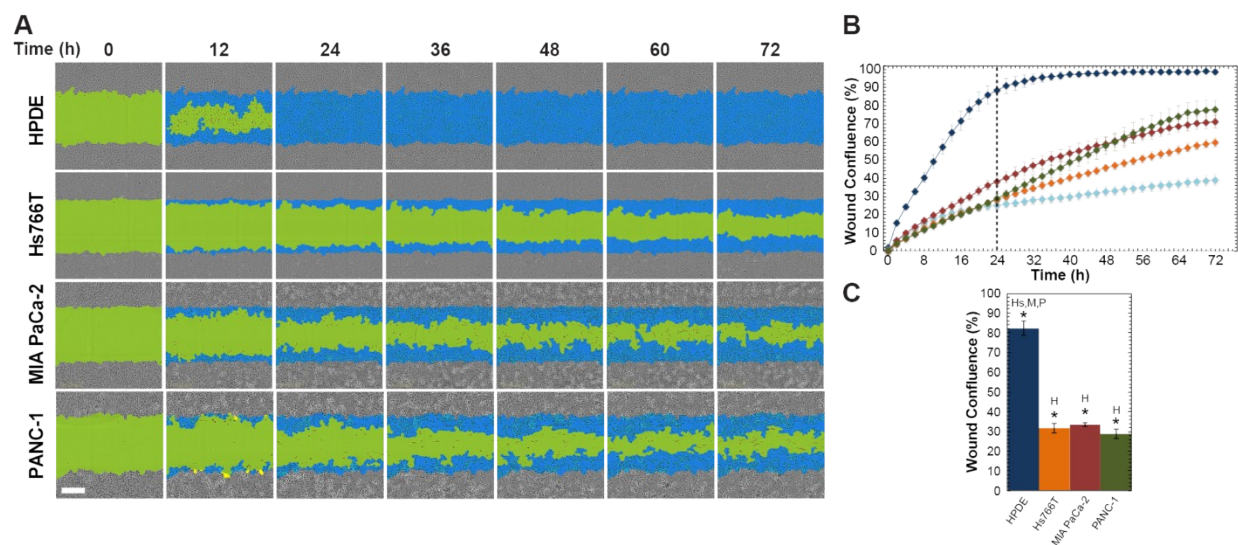 A
Time (h) 0 12 24 36 48 60 72
HPDE
Hs766T
MIA PaCa-2
PANC-1
B
Wound Confluence (%)
100
90
80
70
60
50
40
30
20
10
0
0 8 16 24 32 40 48 56 64 72
Time (h)
C
Wound Confluence (%)
100
90
80
70
60
50
40
30
20
10
0
Hs,M,P
*
H
*
H
*
H
*
HPDE
Hs766T
MIA PaCa-2
PANC-1